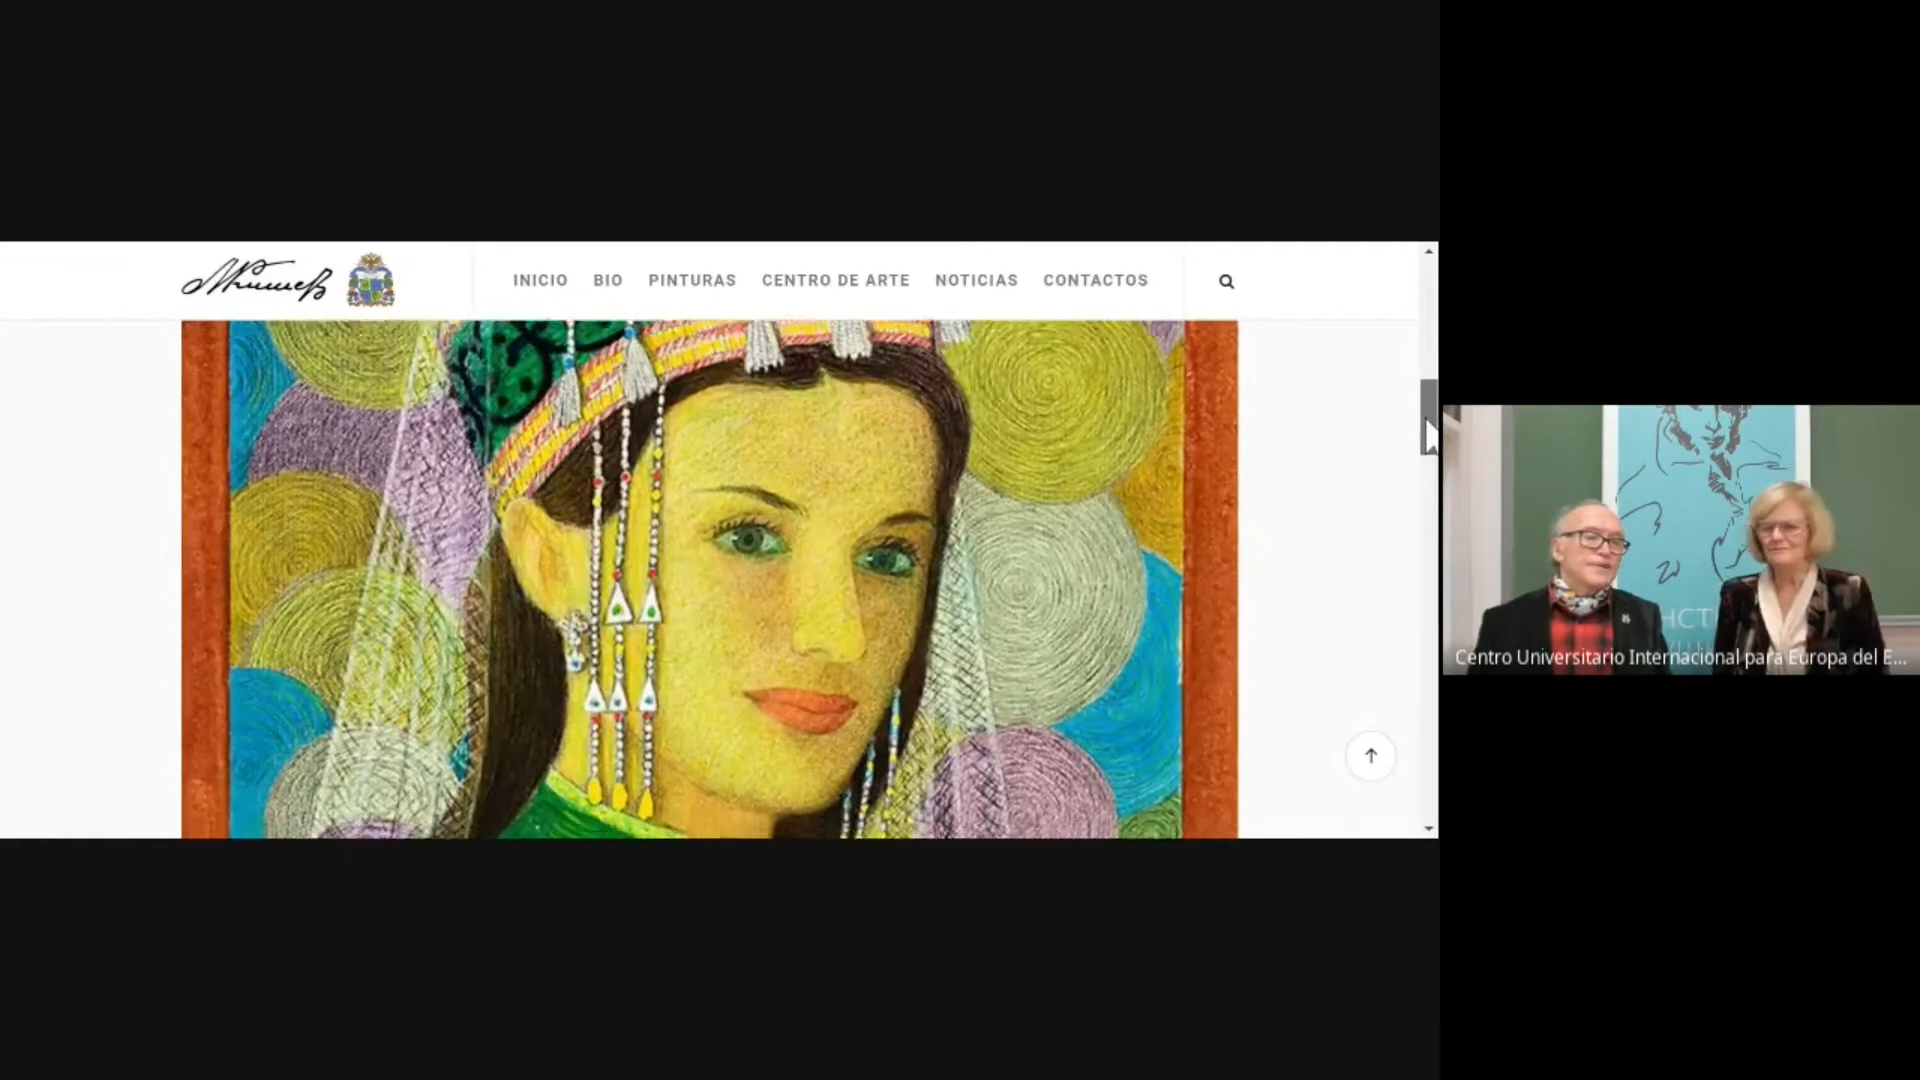 INICIO BIO PINTURAS CENTRO DE ARTE NOTICIAS CONTACTOS
Centro Universitario Internacional para Europa del E...